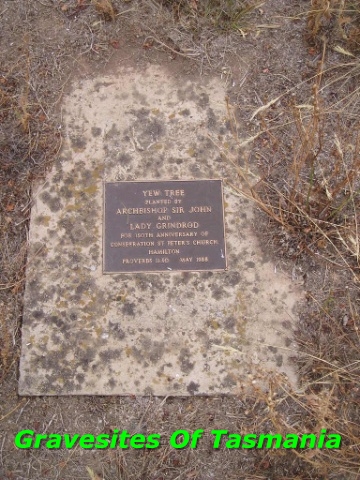 YEW TREE
PLANTED BY
ARCHBISHOP SIR JOHN
AND
LADY GRINDROD
FOR 150TH ANNIVERSARY OF
CONSECRATION ST PETER'S CHURCH
HAMILTON
PROVERBS MAY 1988
Gravesites Of Tasmania